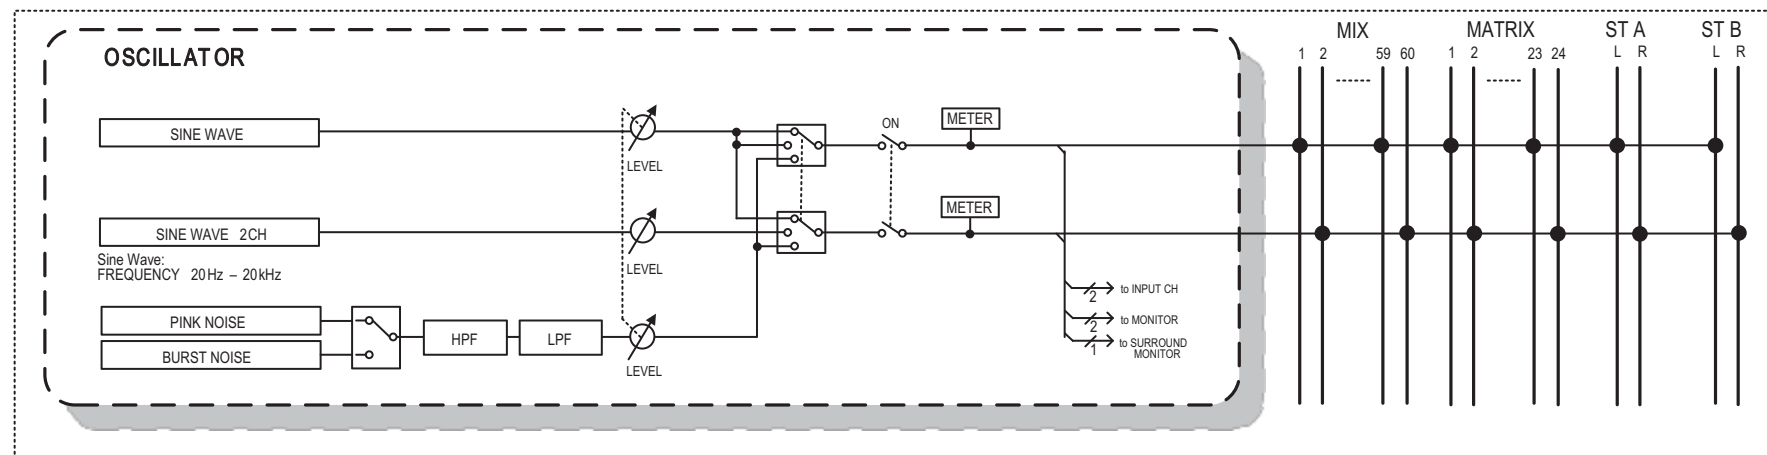 OSCILLATOR
MIX MATRIX ST A ST B
1 2 59 60 1 2 23 24 L R L R
SINE WAVE
LEVEL
ON
METER
SINE WAVE 2CH
LEVEL
METER
Sine Wave:
FREQUENCY 20Hz – 20kHz
PINK NOISE
BURST NOISE
HPF
LPF
LEVEL
2 to INPUT CH
2 to MONITOR
1 to SURROUND
MONITOR